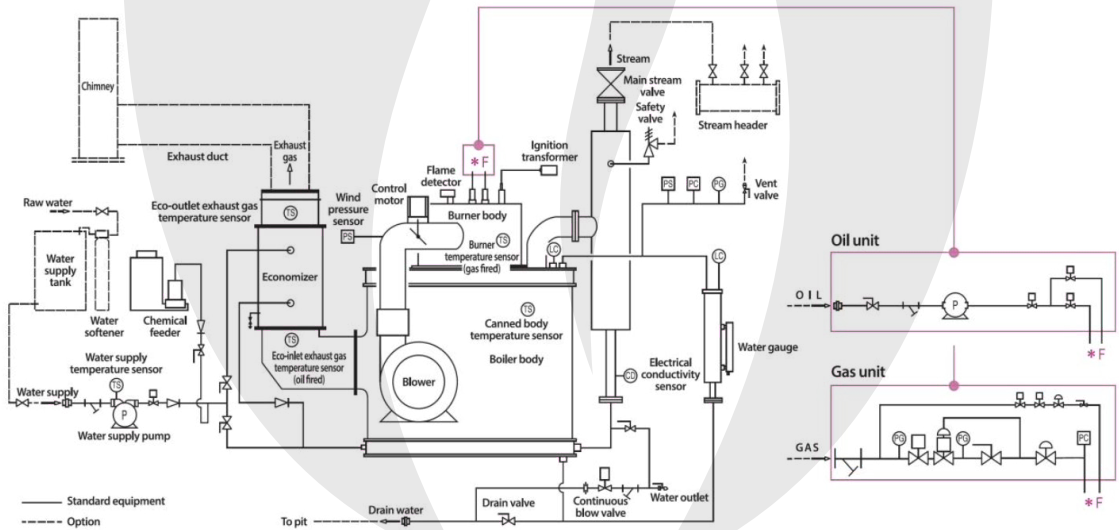 Chimney
Exhaust duct
Exhaust
gas
Eco-outlet exhaust gas
temperature sensor
TS
Raw water
Water
supply
tank
Water
softener
Chemical
feeder
Economizer
TS
Eco-inlet exhaust gas
temperature sensor
(oil fired)
Water supply
temperature sensor
TS
Water supply
P
Water supply pump
Wind
pressure
sensor
PS
Control
motor
Flame
detector
* F
Ignition
transformer
Burner body
Burner
TS
temperature sensor
(gas fired)
LC
TS
Canned body
temperature sensor
Boiler body
Blower
Stream
Main stream
valve
Safety
valve
Stream header
PS
PC
PG
Vent
valve
LC
Water gauge
Electrical
conductivity
sensor
CD
Water outlet
Continuous
blow valve
Drain valve
Drain water
To pit
Standard equipment
Option
Oil unit
OIL
P
* F
Gas unit
GAS
PG
PG
PC
* F